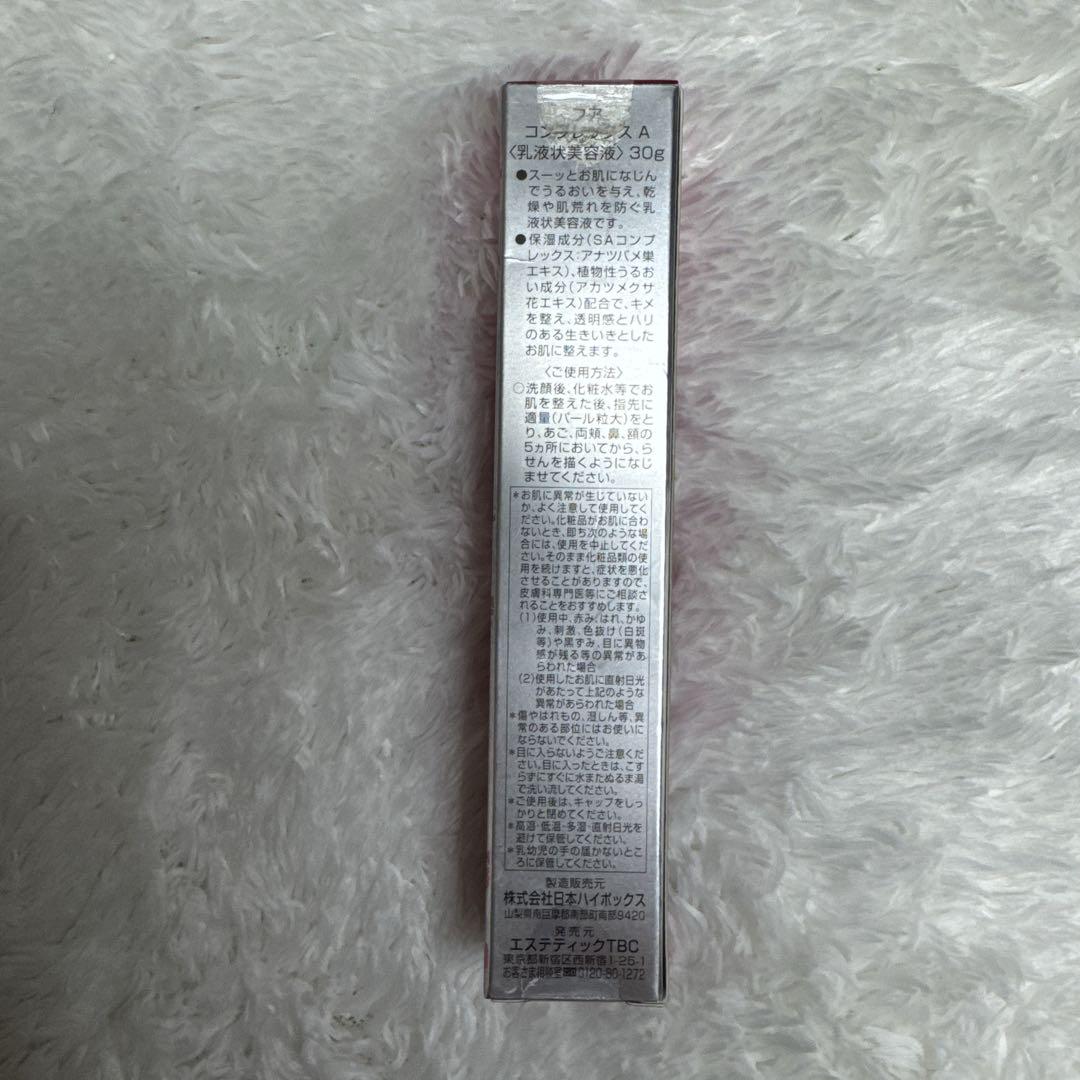 コンプレックス A
〈乳液状美容液〉30g
●スーッとお肌になじん
でうるおいを与え、乾
燥や肌荒れを防ぐ乳
液状美容液です。
●保湿成分(SAコンプ
レックス:アナツバメ巣
エキス)、植物性うるお
い成分(アカツメクサ
花エキス)配合で、キメ
を整え、透明感とハリ
のある生きいきとした
お肌に整えます。
〈ご使用方法〉
○洗顔後、化粧水等でお
肌を整えた後、指先に
適量(パール粒大)をと
り、あご、両頬、鼻、額の
5ヵ所においてから、ら
せんを描くようになじ
ませてください。
*お肌に異常が生じていない
か、よく注意して使用してく
ださい。化粧品がお肌に合わ
ないとき、即ち次のような場
合には、使用を中止してくだ
さい。そのまま化粧品類の使
用を続けますと、症状を悪化
させることがありますので、
皮膚科専門医等にご相談さ
れることをおすすめします。
(1)使用中、赤み、はれ、かゆ
み、刺激、色抜け(白斑
等)や黒ずみ、目に異物
感が残る等の異常があ
らわれた場合
(2)使用したお肌に直射日光
があたって上記のような
異常があらわれた場合
*傷やはれもの、湿しん等、異
常のある部位にはお使いに
ならないでください。
*目に入らないようご注意くだ
さい。目に入ったときは、こす
らずにすぐに水またぬるま湯
で洗い流してください。
*ご使用後は、キャップをしっ
かりと閉めてください。
*高温・低温・多湿・直射日光を
避けて保管してください。
*乳幼児の手の届かないとこ
ろに保管してください。
製造販売元
株式会社日本ハイポックス
山梨県南巨摩郡南部町南部9420
発売元
エステティックTBC
東京都新宿区西新宿1-25-1
お客さま相談室 0120-80-1272